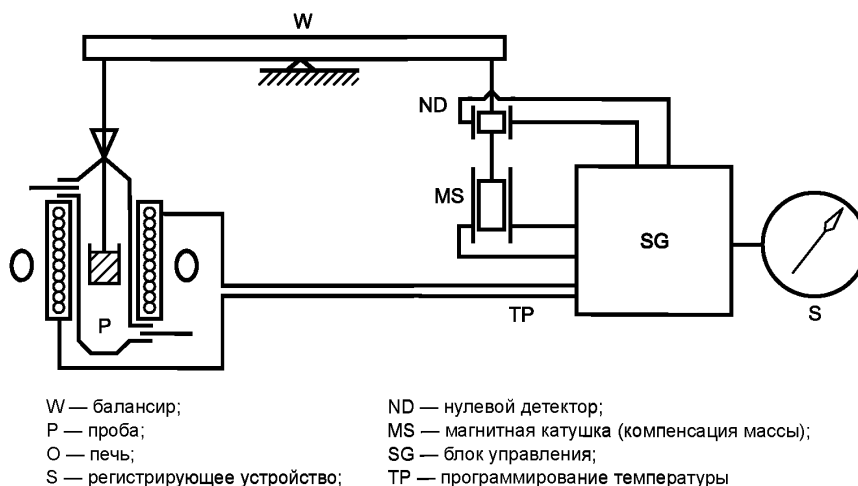 W
ND
MS
SG
O
O
P
TP
S
W — балансир;
P — проба;
O — печь;
S — регистрирующее устройство;
ND — нулевой детектор;
MS — магнитная катушка (компенсация массы);
SG — блок управления;
TP — программирование температуры